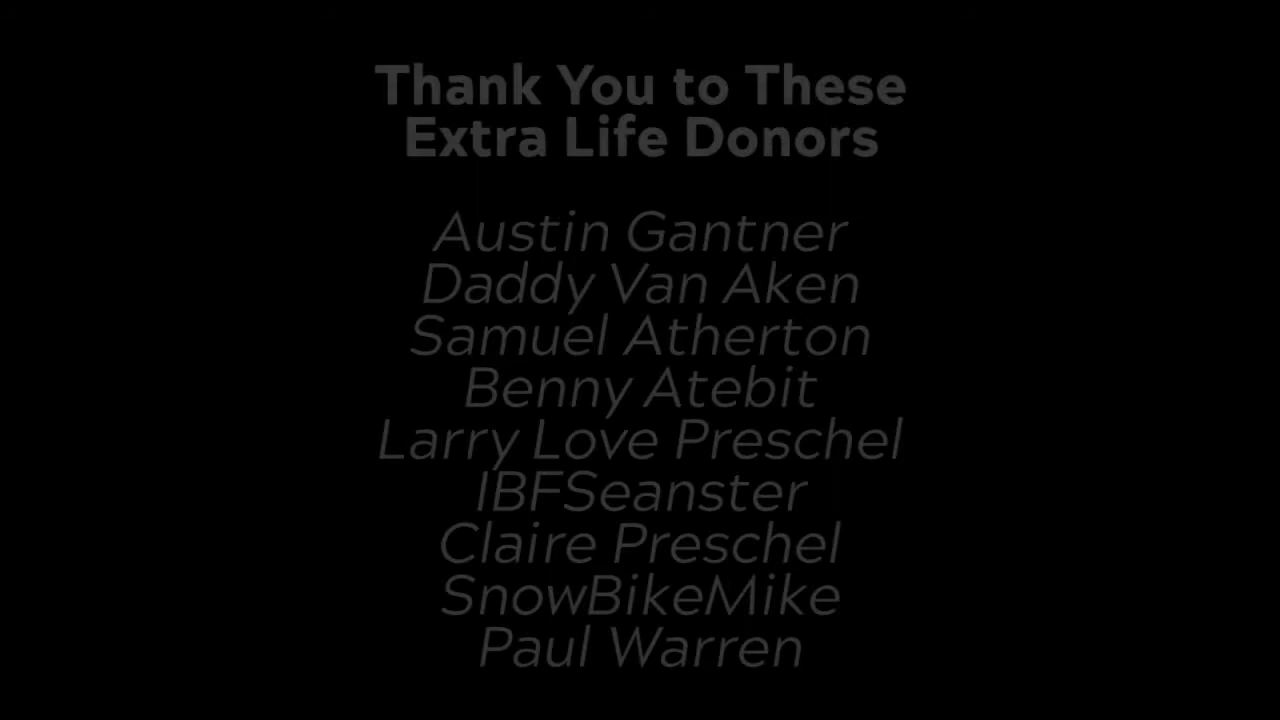 Thank You to These
Extra Life Donors
Austin Gantner
Daddy Van Aken
Samuel Atherton
Benny Atebit
Larry Love Preschel
IBFSeanster
Claire Preschel
SnowBikeMike
Paul Warren